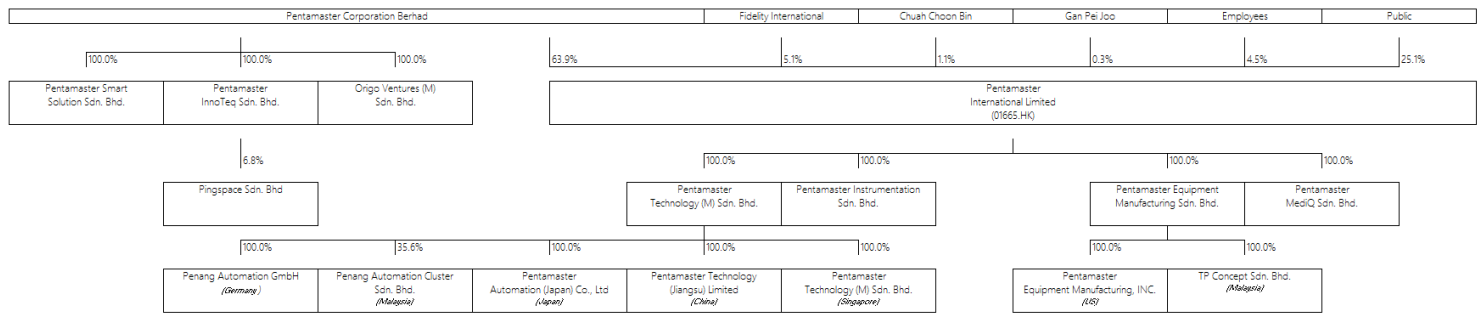 Pentamaster Corporation Berhad
Fidelity International
Chuah Choon Bin
Gan Pei Joo
Employees
Public
100.0%
100.0%
100.0%
63.9%
5.1%
1.1%
0.3%
4.5%
25.1%
Pentamaster Smart
Solution Sdn. Bhd.
Pentamaster
InnoTeq Sdn. Bhd.
Origo Ventures (M)
Sdn. Bhd.
Pentamaster
International Limited
(01665.HK)
6.8%
100.0%
100.0%
100.0%
100.0%
Pingspace Sdn. Bhd
Pentamaster
Technology (M) Sdn. Bhd.
Pentamaster Instrumentation
Sdn. Bhd.
Pentamaster Equipment
Manufacturing Sdn. Bhd.
Pentamaster
MediQ Sdn. Bhd.
100.0%
35.6%
100.0%
100.0%
100.0%
100.0%
100.0%
Penang Automation GmbH
(Germany)
Penang Automation Cluster
Sdn. Bhd.
(Malaysia)
Pentamaster
Automation (Japan) Co., Ltd
(Japan)
Pentamaster Technology
(Jiangsu) Limited
(China)
Pentamaster
Technology (M) Sdn. Bhd.
(Singapore)
Pentamaster
Equipment Manufacturing, INC.
(US)
TP Concept Sdn. Bhd.
(Malaysia)